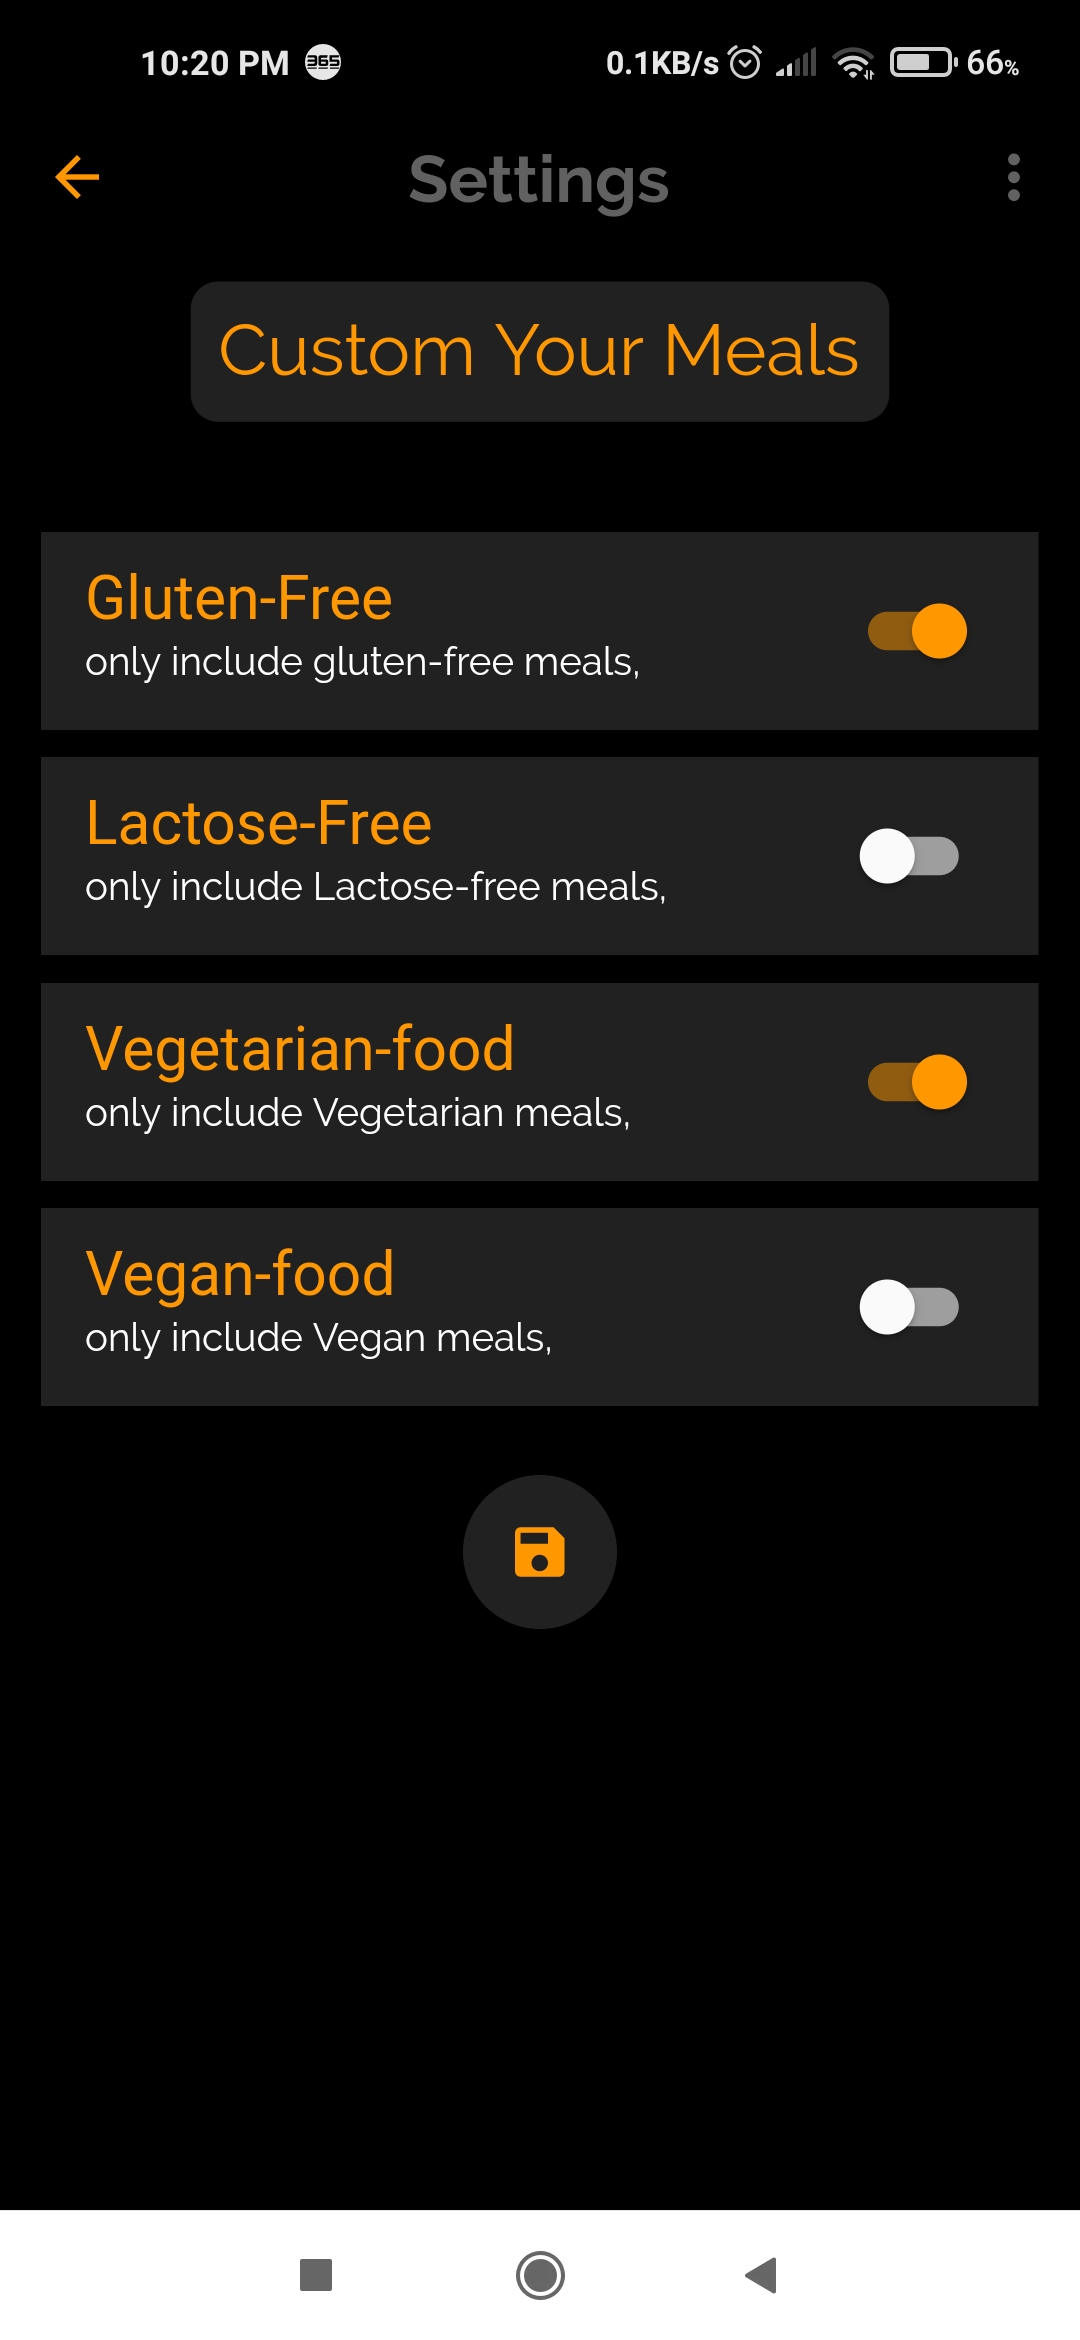 10:20 PM 365 0.1KB/s 66%
Settings
Custom Your Meals
Gluten-Free
only include gluten-free meals,
Lactose-Free
only include Lactose-free meals,
Vegetarian-food
only include Vegetarian meals,
Vegan-food
only include Vegan meals,